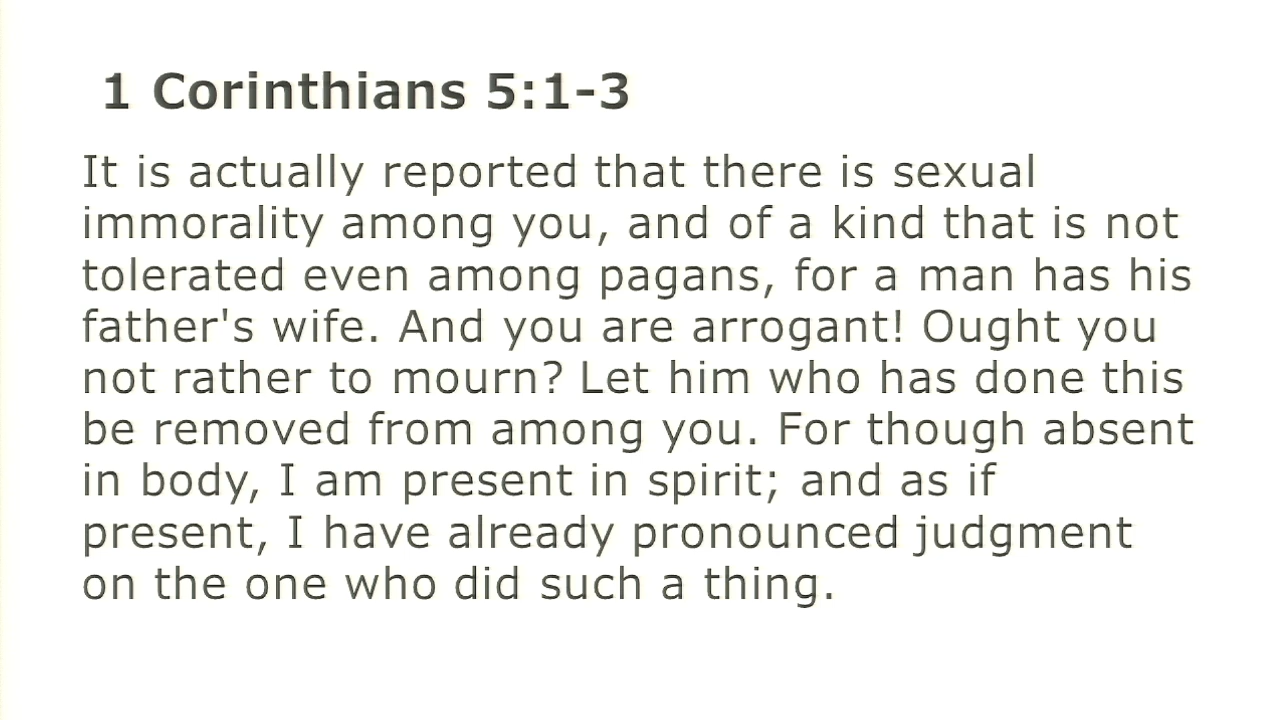 1 Corinthians 5:1-3
It is actually reported that there is sexual
immorality among you, and of a kind that is not
tolerated even among pagans, for a man has his
father's wife. And you are arrogant! Ought you
not rather to mourn? Let him who has done this
be removed from among you. For though absent
in body, I am present in spirit; and as if
present, I have already pronounced judgment
on the one who did such a thing.